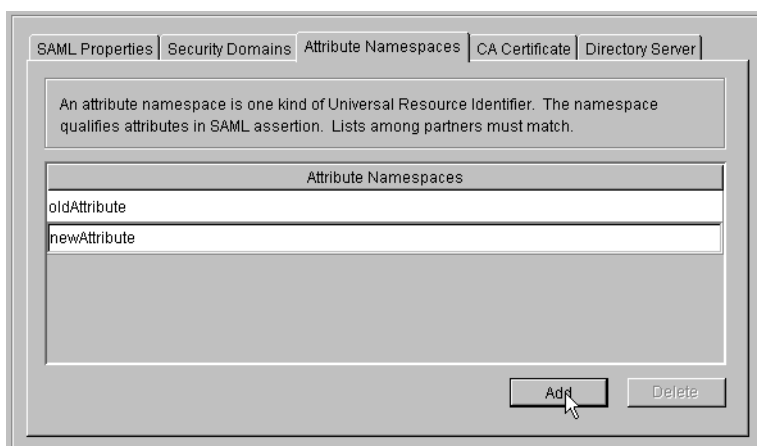 SAML Properties Security Domains Attribute Namespaces CA Certificate Directory Server
An attribute namespace is one kind of Universal Resource Identifier. The namespace
qualifies attributes in SAML assertion. Lists among partners must match.
Attribute Namespaces
oldAttribute
newAttribute
Add Delete